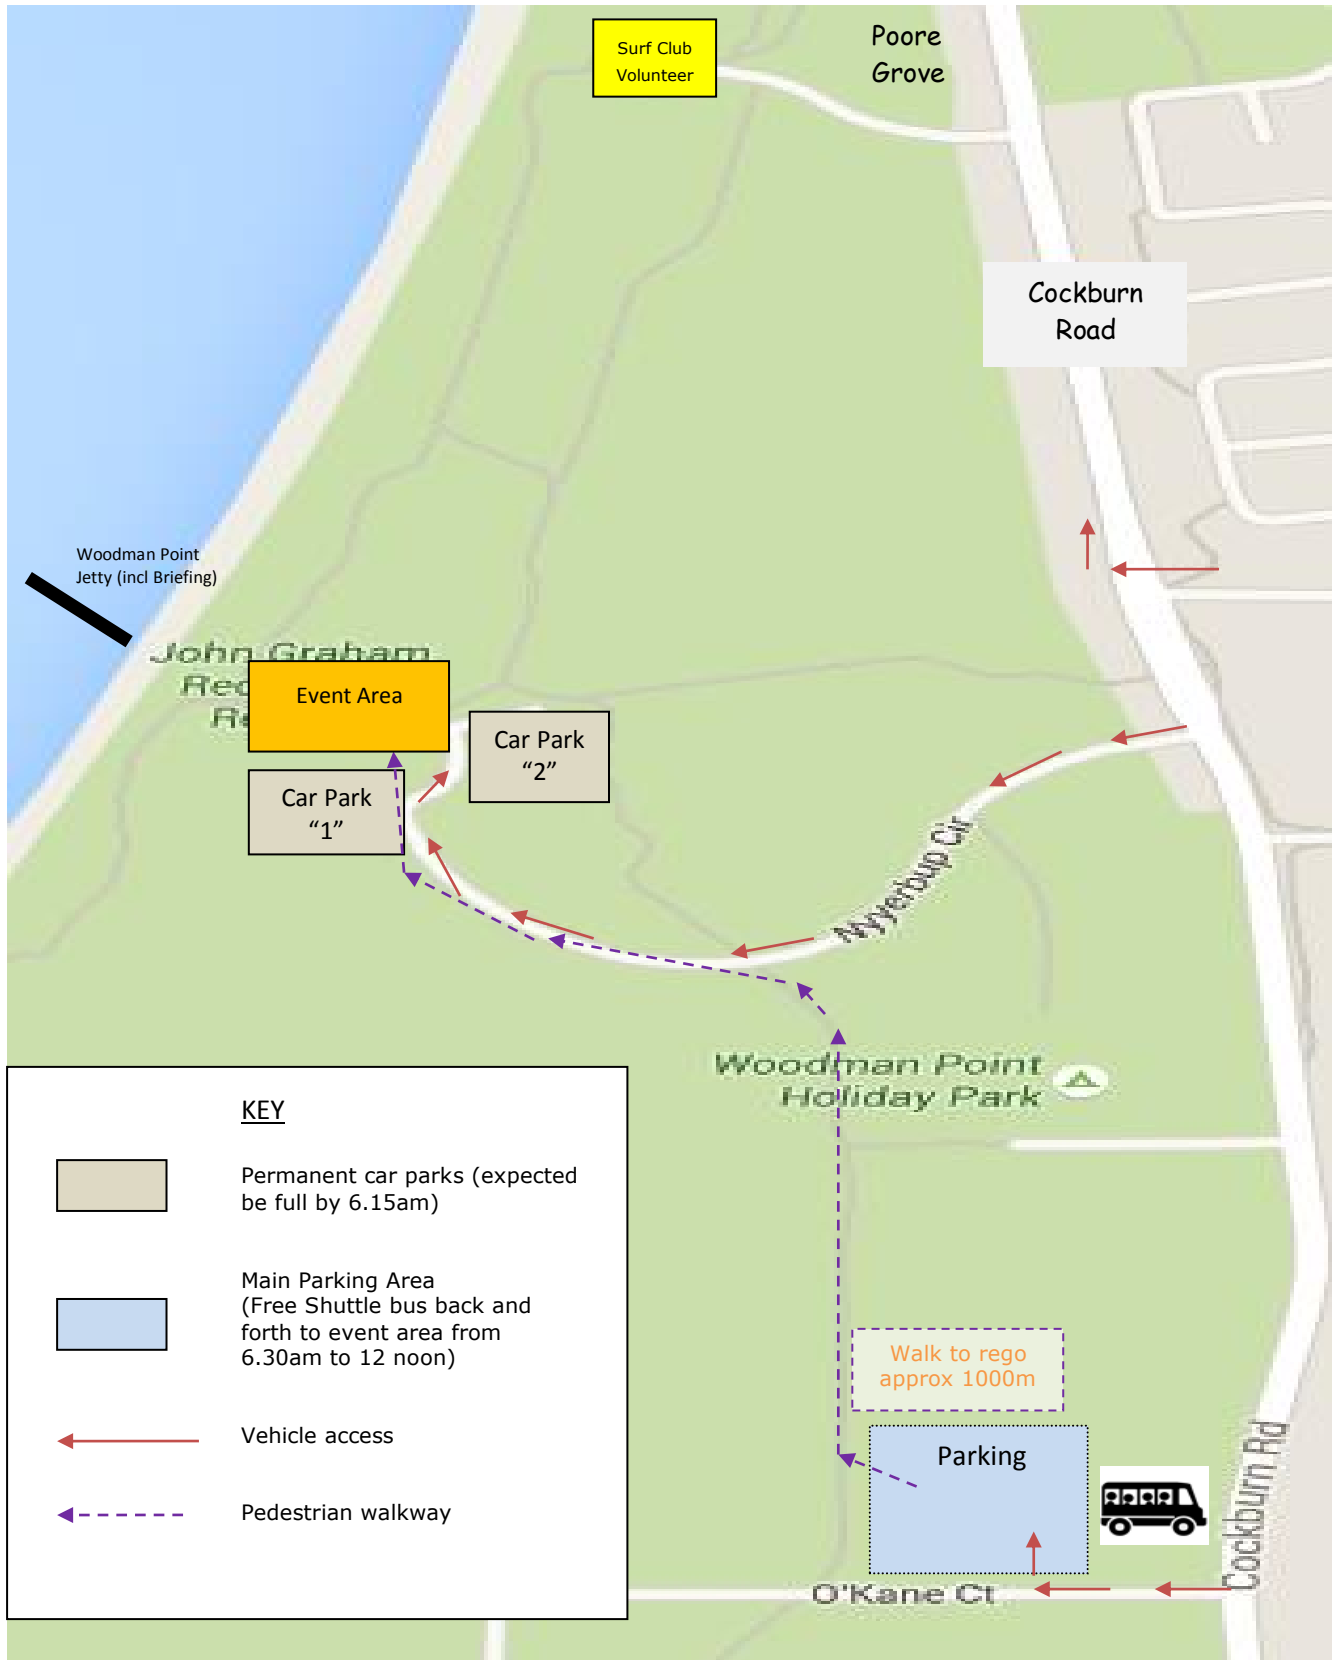 Surf Club
Volunteer
Poore
Grove
Cockburn
Road
Woodman Point
Jetty (incl Briefing)
John Graham
Event Area
Car Park
“2”
Car Park
“1”
Nyyerbup Cir
Woodman Point
Holiday Park
KEY
Permanent car parks (expected
be full by 6.15am)
Main Parking Area
(Free Shuttle bus back and
forth to event area from
6.30am to 12 noon)
Vehicle access
Pedestrian walkway
Walk to rego
approx 1000m
Parking
Cockburn Rd
O'Kane Ct